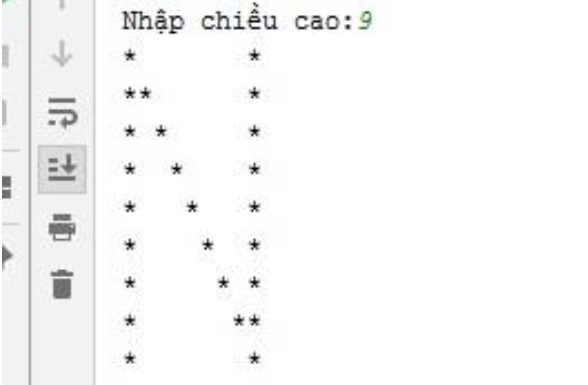 Nhập chiều cao:9
*       *
**      *
* *     *
*  *    *
*   *   *
*    *  *
*     * *
*      **
*       *